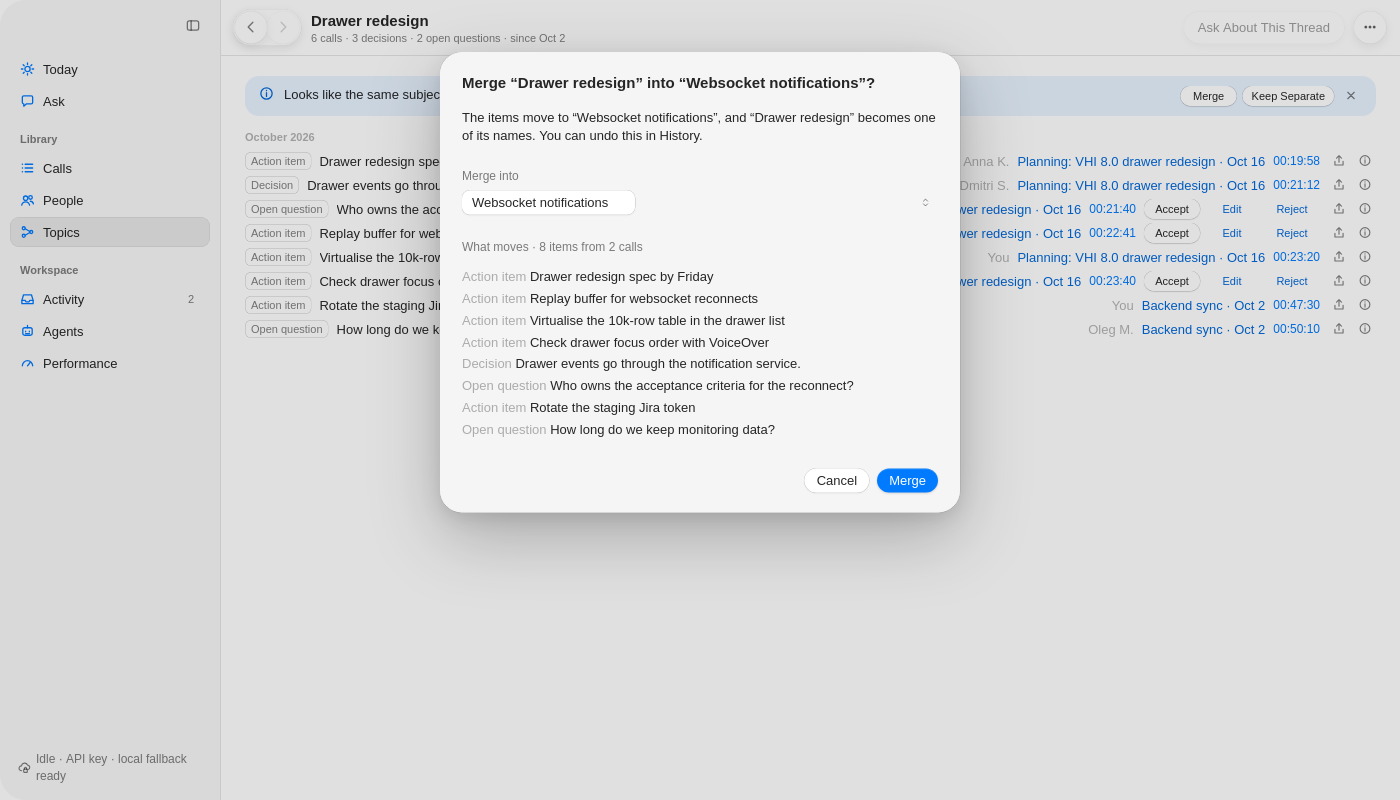 Drawer redesign
6 calls · 3 decisions · 2 open questions · since Oct 2
Ask About This Thread
Today
Ask
Library
Calls
People
Topics
Workspace
Activity 2
Agents
Performance
Idle · API key · local fallback
ready
Looks like the same subjec
Merge Keep Separate
October 2026
Action item Drawer redesign spe Anna K. Planning: VHI 8.0 drawer redesign · Oct 16 00:19:58
Decision Drawer events go throu Dmitri S. Planning: VHI 8.0 drawer redesign · Oct 16 00:21:12
Open question Who owns the acc wer redesign · Oct 16 00:21:40 Accept Edit Reject
Action item Replay buffer for web wer redesign · Oct 16 00:22:41 Accept Edit Reject
Action item Virtualise the 10k-row You Planning: VHI 8.0 drawer redesign · Oct 16 00:23:20
Action item Check drawer focus o wer redesign · Oct 16 00:23:40 Accept Edit Reject
Action item Rotate the staging Jir You Backend sync · Oct 2 00:47:30
Open question How long do we k Oleg M. Backend sync · Oct 2 00:50:10
Merge “Drawer redesign” into “Websocket notifications”?
The items move to “Websocket notifications”, and “Drawer redesign” becomes one
of its names. You can undo this in History.
Merge into
Websocket notifications
What moves · 8 items from 2 calls
Action item Drawer redesign spec by Friday
Action item Replay buffer for websocket reconnects
Action item Virtualise the 10k-row table in the drawer list
Action item Check drawer focus order with VoiceOver
Decision Drawer events go through the notification service.
Open question Who owns the acceptance criteria for the reconnect?
Action item Rotate the staging Jira token
Open question How long do we keep monitoring data?
Cancel Merge